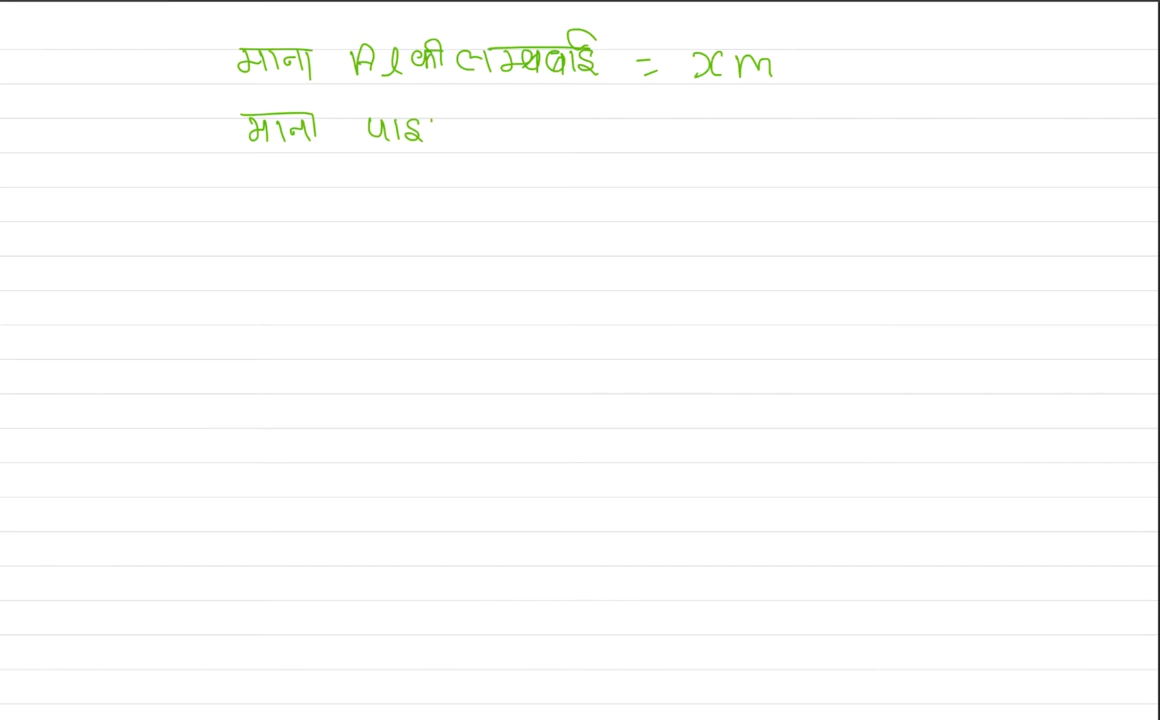 माना Al की लम्बाई = x m
माना पाइ